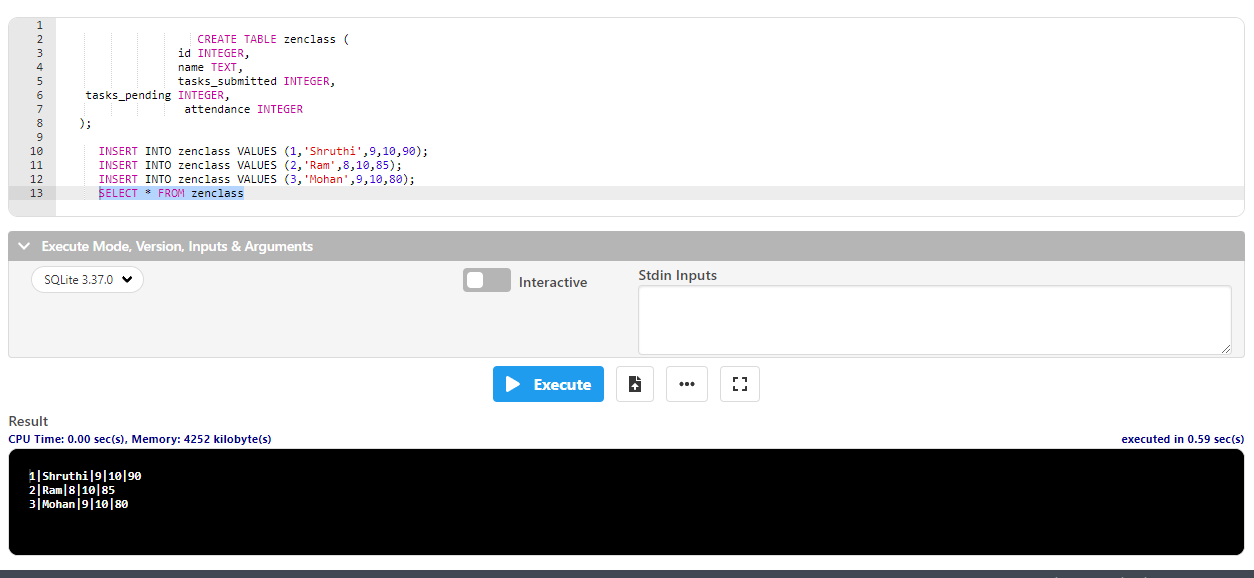 1
2 CREATE TABLE zenclass (
3 id INTEGER,
4 name TEXT,
5 tasks_submitted INTEGER,
6 tasks_pending INTEGER,
7 attendance INTEGER
8 );
9
10 INSERT INTO zenclass VALUES (1,'Shruthi',9,10,90);
11 INSERT INTO zenclass VALUES (2,'Ram',8,10,85);
12 INSERT INTO zenclass VALUES (3,'Mohan',9,10,80);
13 SELECT * FROM zenclass
Execute Mode, Version, Inputs & Arguments
SQLite 3.37.0
Interactive
Stdin Inputs
Execute
Result
CPU Time: 0.00 sec(s), Memory: 4252 kilobyte(s) executed in 0.59 sec(s)
1|Shruthi|9|10|90
2|Ram|8|10|85
3|Mohan|9|10|80